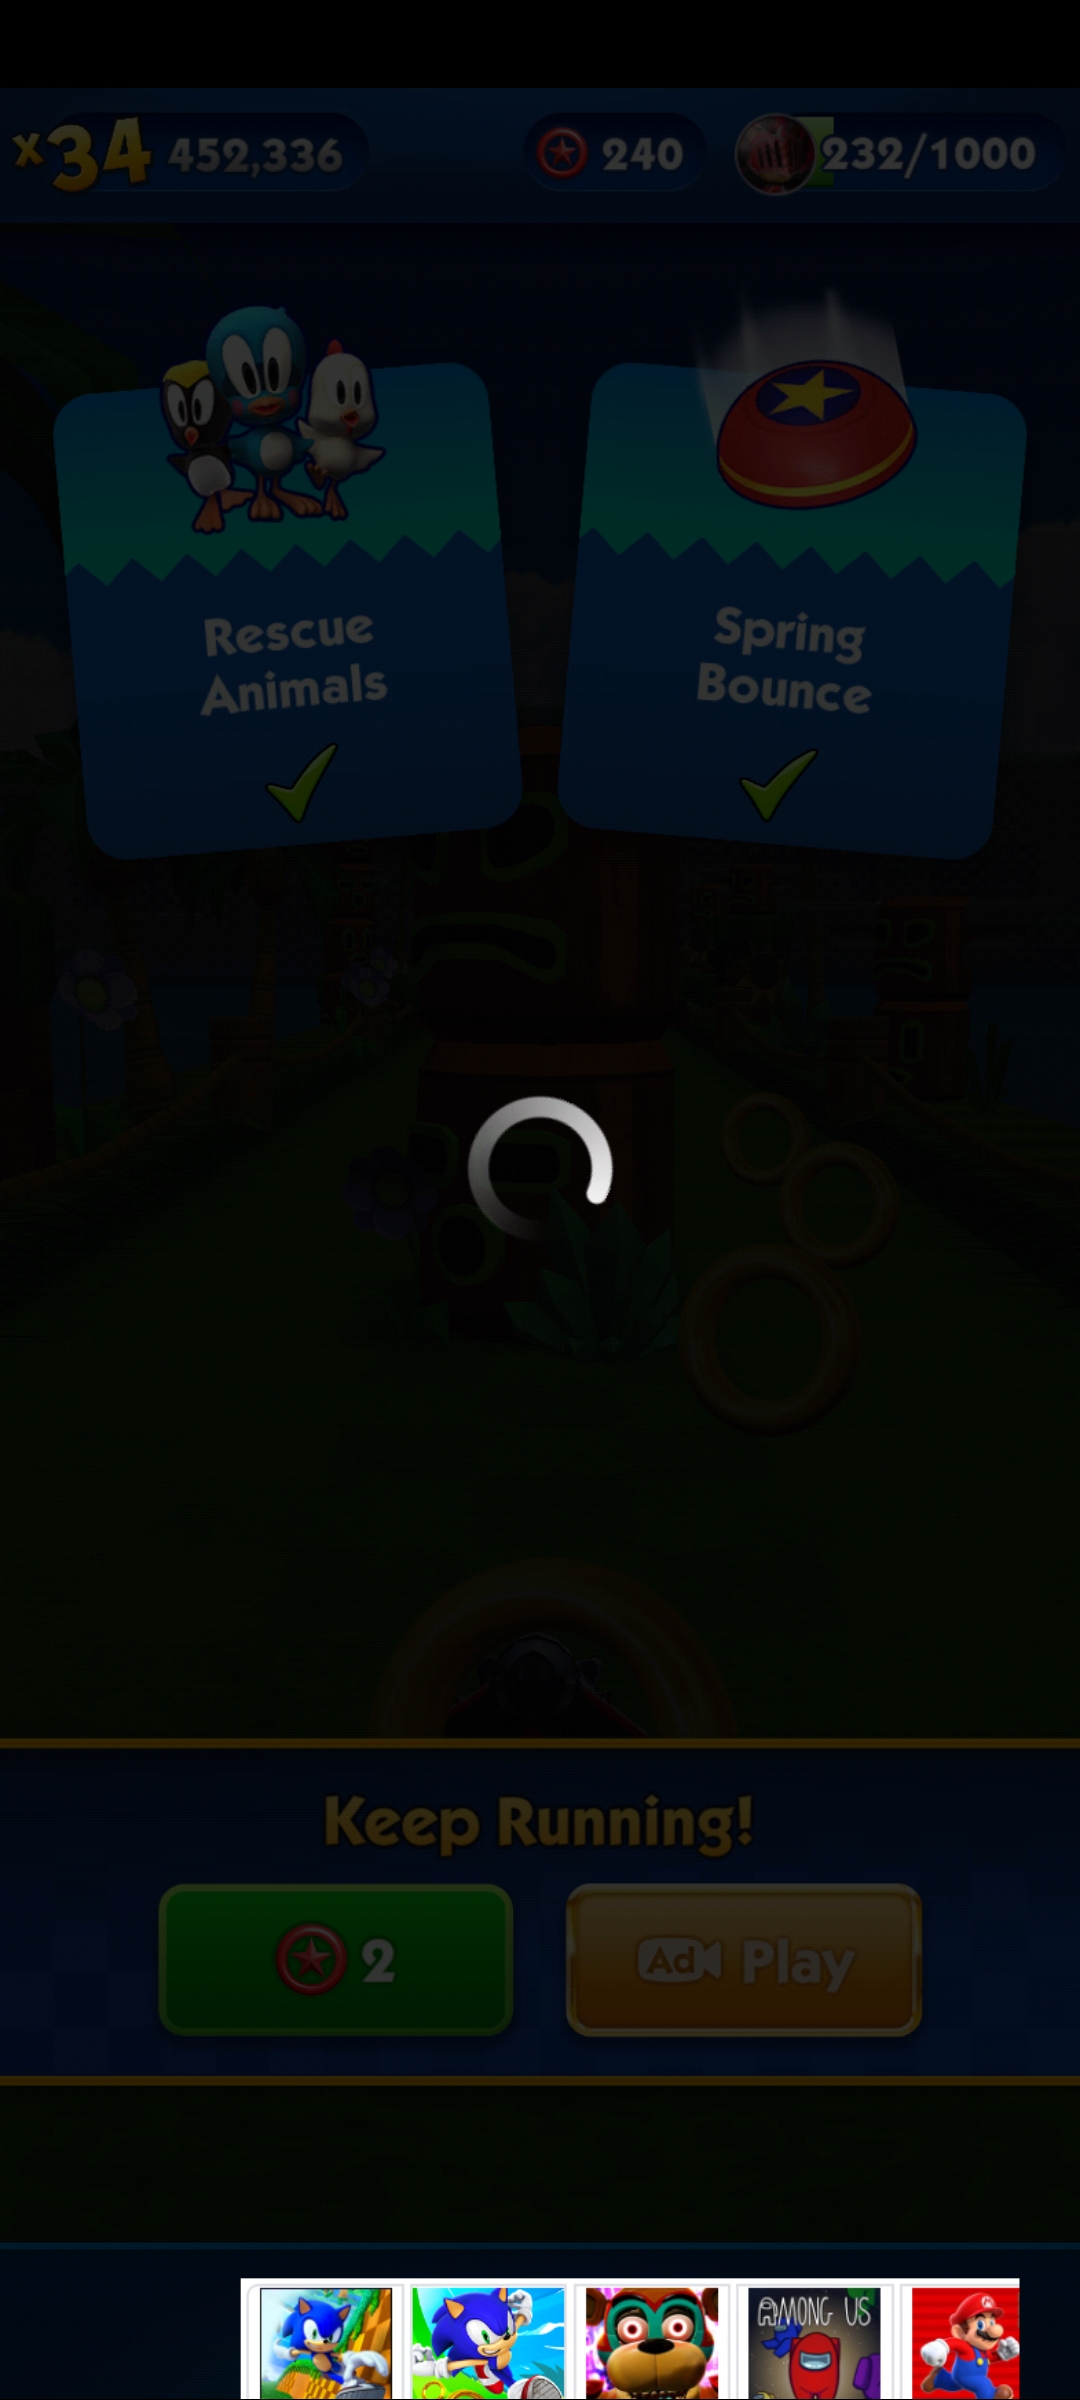 x34 452,336 240 232/1000
Rescue
Animals
Spring
Bounce
Keep Running!
2
Ad Play
AMONG US
M